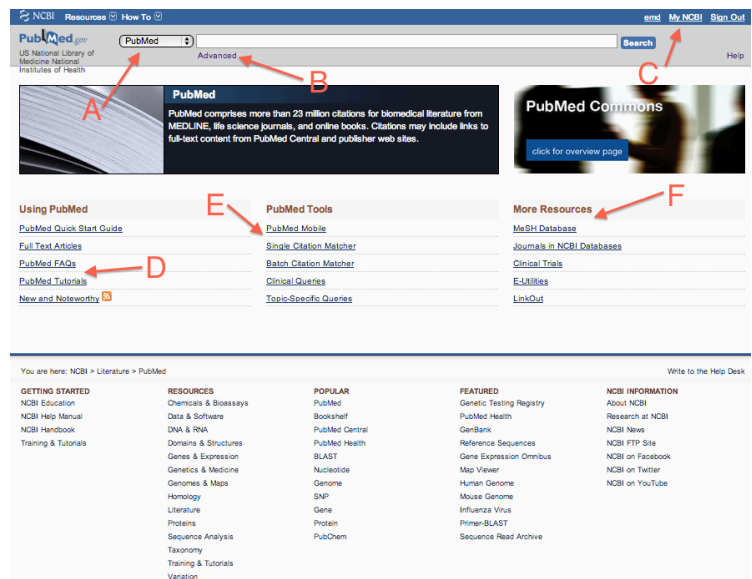 NCBI Resources How To emd My NCBI Sign Out
PubMed.gov
US National Library of
Medicine National
Institutes of Health
PubMed
Search
Advanced
Help
A
B
C
PubMed
PubMed comprises more than 23 million citations for biomedical literature from
MEDLINE, life science journals, and online books. Citations may include links to
full-text content from PubMed Central and publisher web sites.
PubMed Commons
click for overview page
E
F
D
Using PubMed
PubMed Quick Start Guide
Full Text Articles
PubMed FAQs
PubMed Tutorials
New and Noteworthy
PubMed Tools
PubMed Mobile
Single Citation Matcher
Batch Citation Matcher
Clinical Queries
Topic-Specific Queries
More Resources
MeSH Database
Journals in NCBI Databases
Clinical Trials
E-Utilities
LinkOut
You are here: NCBI > Literature > PubMed
Write to the Help Desk
GETTING STARTED
NCBI Education
NCBI Help Manual
NCBI Handbook
Training & Tutorials
RESOURCES
Chemicals & Bioassays
Data & Software
DNA & RNA
Domains & Structures
Genes & Expression
Genetics & Medicine
Genomes & Maps
Homology
Literature
Proteins
Sequence Analysis
Taxonomy
Training & Tutorials
Variation
POPULAR
PubMed
Bookshelf
PubMed Central
PubMed Health
BLAST
Nucleotide
Genome
SNP
Gene
Protein
PubChem
FEATURED
Genetic Testing Registry
PubMed Health
GenBank
Reference Sequences
Gene Expression Omnibus
Map Viewer
Human Genome
Mouse Genome
Influenza Virus
Primer-BLAST
Sequence Read Archive
NCBI INFORMATION
About NCBI
Research at NCBI
NCBI News
NCBI FTP Site
NCBI on Facebook
NCBI on Twitter
NCBI on YouTube